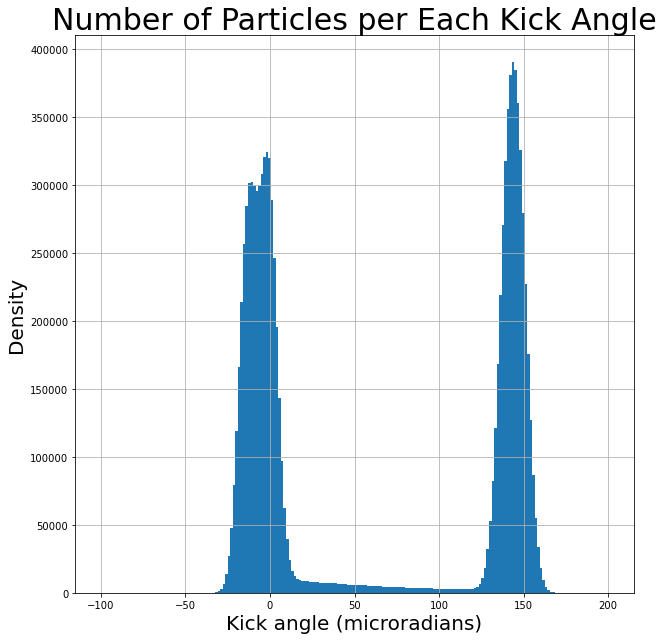 Number of Particles per Each Kick Angle
400000
350000
300000
250000
200000
150000
100000
50000
0
Density
−100 −50 0 50 100 150 200
Kick angle (microradians)